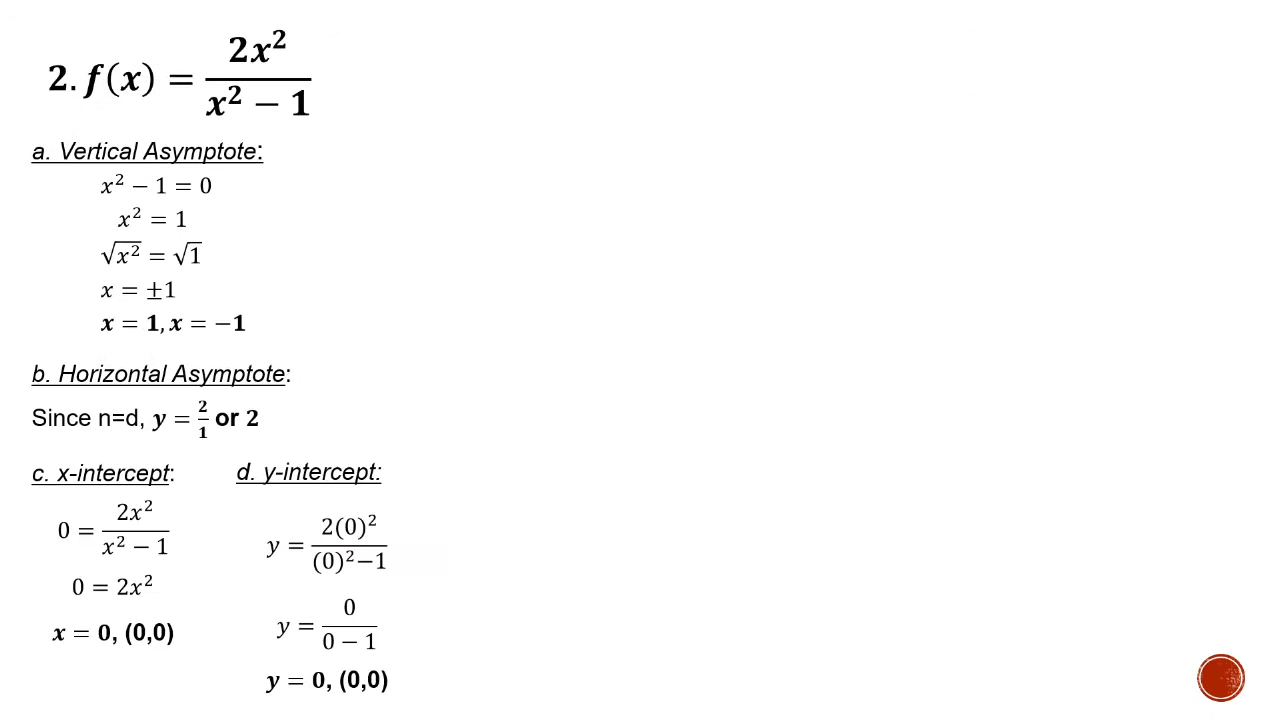 2. f(x) = 2x² / x² − 1
a. Vertical Asymptote:
x² − 1 = 0
x² = 1
√x² = √1
x = ±1
x = 1, x = −1
b. Horizontal Asymptote:
Since n=d, y = 2/1 or 2
c. x-intercept:
0 = 2x² / x² − 1
0 = 2x²
x = 0, (0,0)
d. y-intercept:
y = 2(0)² / (0)²−1
y = 0 / 0 − 1
y = 0, (0,0)